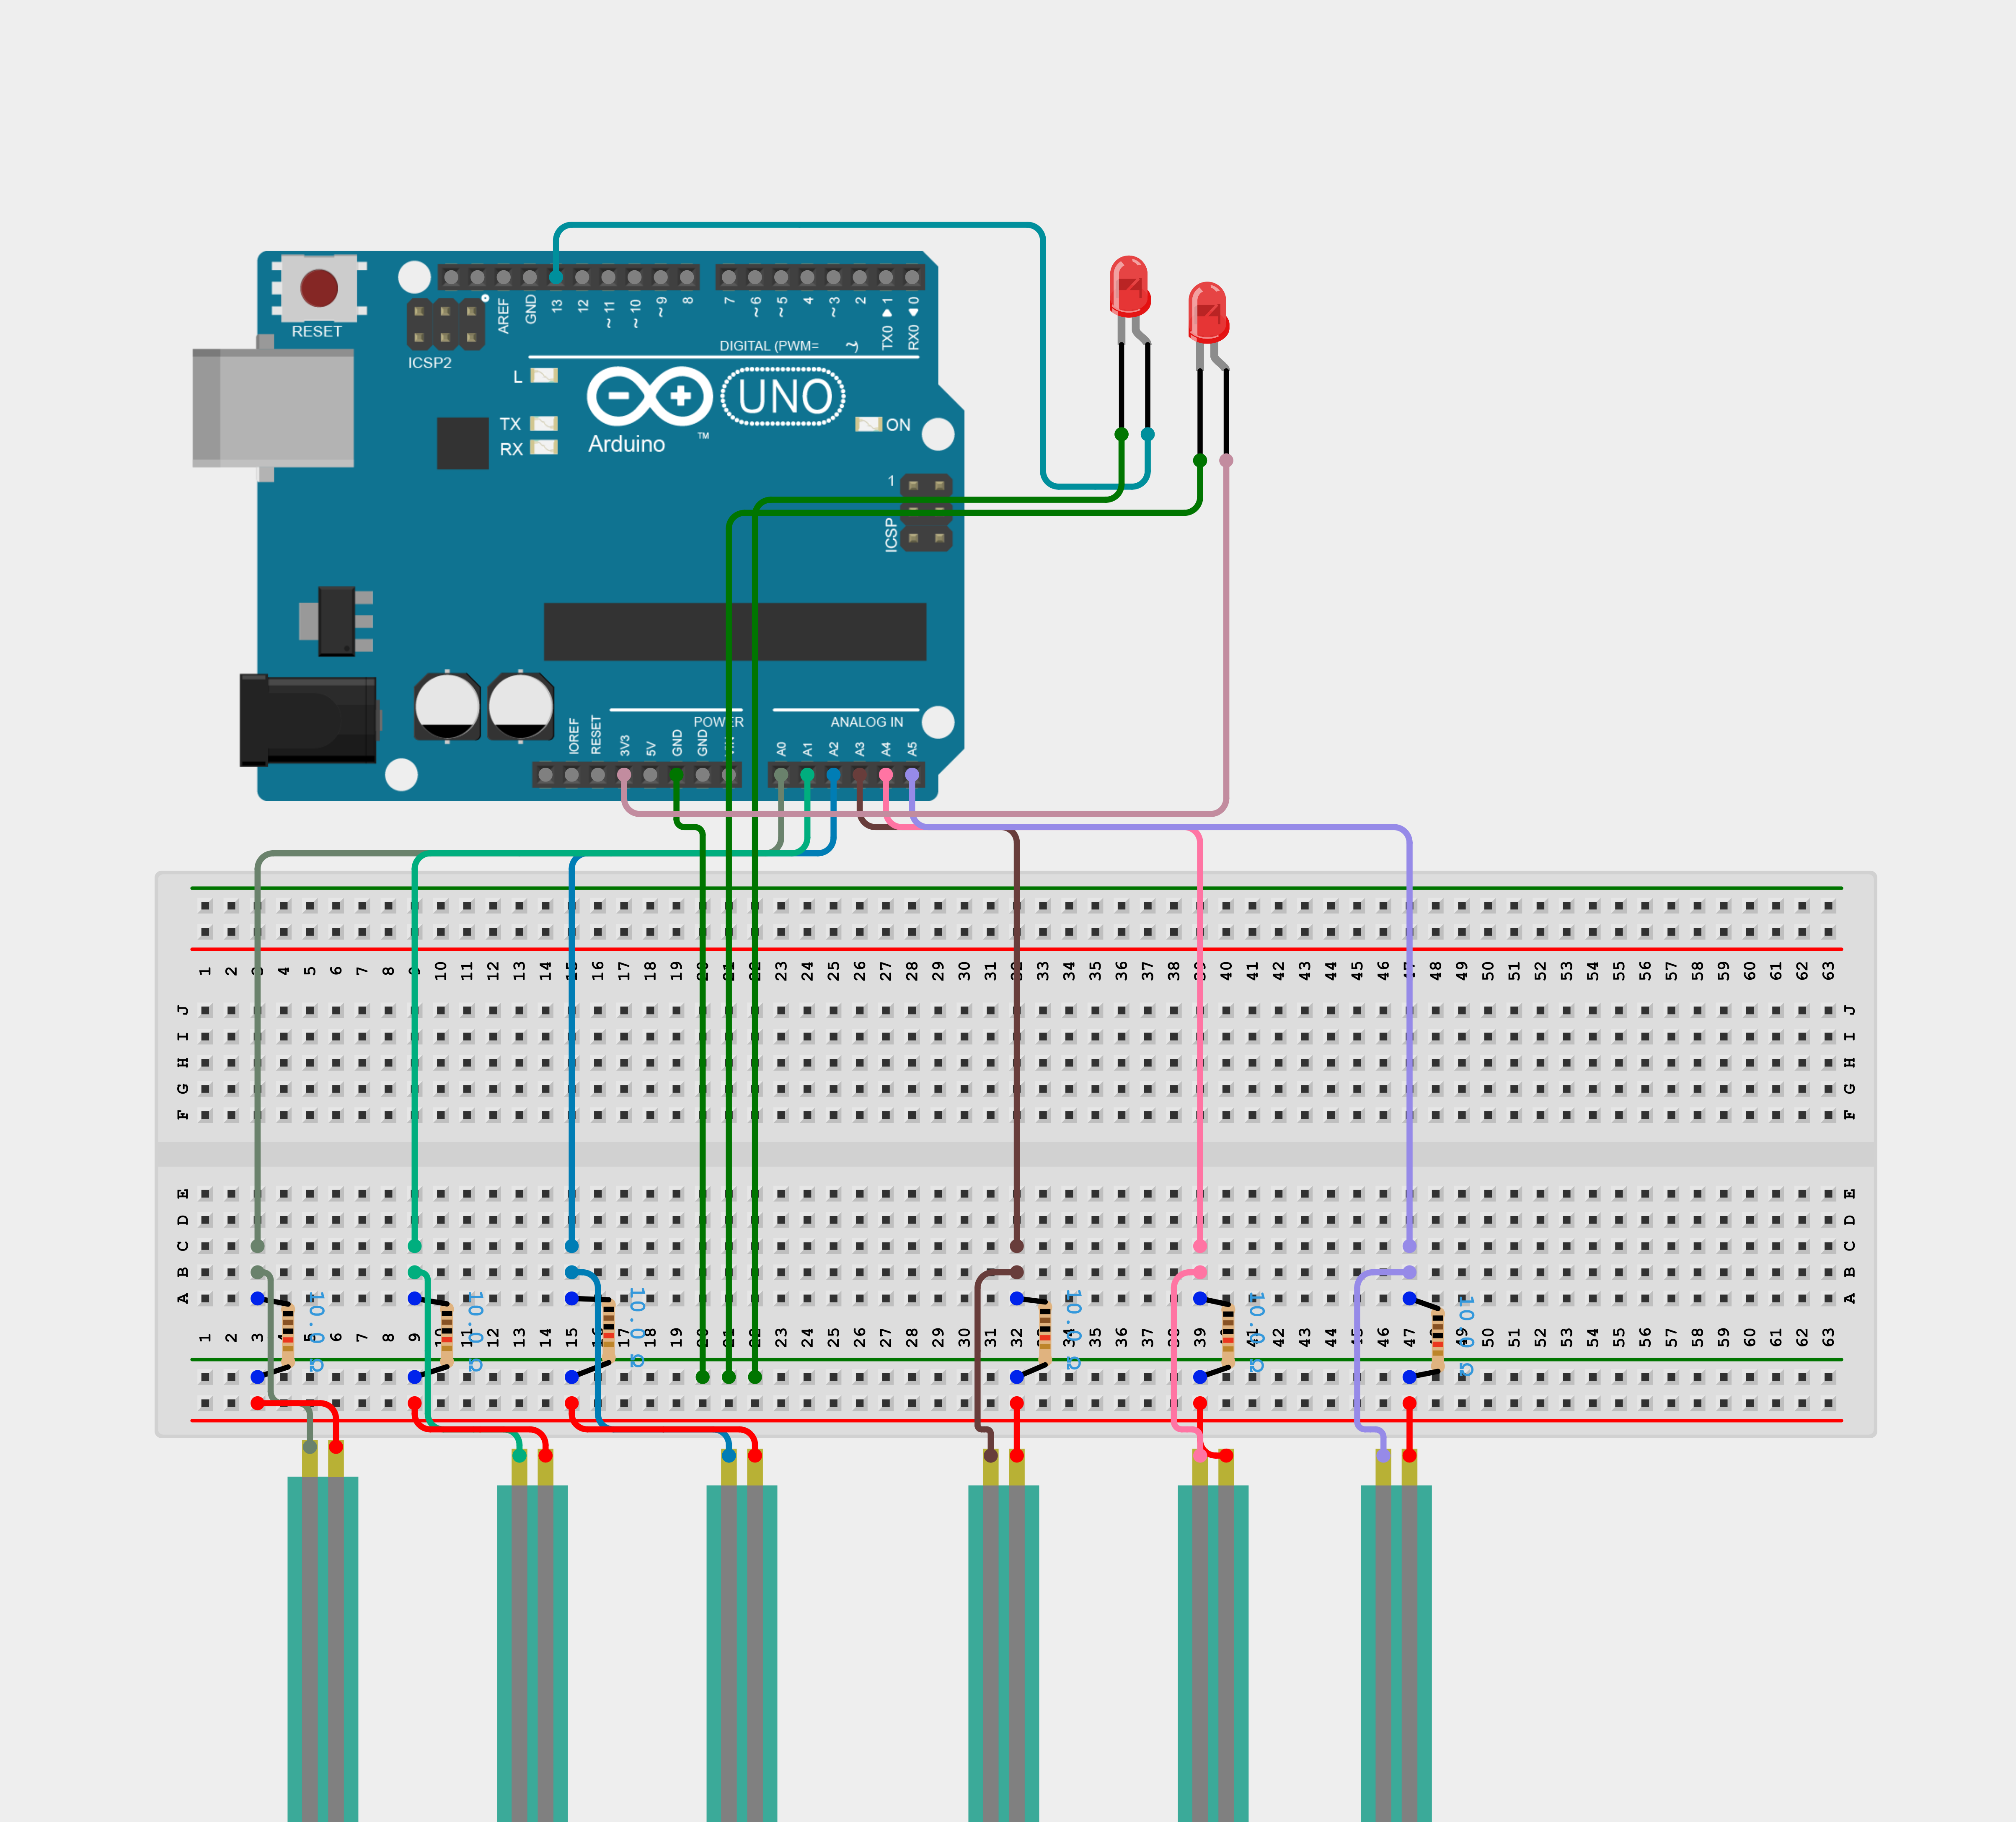 RESET
ICSP2
AREF GND 13 12 ~11 ~10 ~9 8 7 ~6 ~5 4 ~3 2 TX0 ▶ 1 RX0 ◀ 0
DIGITAL (PWM= ~)
L
TX
RX
UNO
Arduino
™
ON
1
ICSP
POWER
ANALOG IN
IOREF RESET 3V3 5V GND GND A0 A1 A2 A3 A4 A5
1 2 3 4 5 6 7 8 9 10 11 12 13 14 15 16 17 18 19 20 21 22 23 24 25 26 27 28 29 30 31 32 33 34 35 36 37 38 39 40 41 42 43 44 45 46 47 48 49 50 51 52 53 54 55 56 57 58 59 60 61 62 63
J J
I I
H H
G G
F F
E E
D D
C C
B B
A A
10.0 Ω 10.0 Ω 10.0 Ω 10.0 Ω 10.0 Ω 10.0 Ω
1 2 3 4 5 6 7 8 9 10 11 12 13 14 15 16 17 18 19 20 21 22 23 24 25 26 27 28 29 30 31 32 33 34 35 36 37 38 39 40 41 42 43 44 45 46 47 48 49 50 51 52 53 54 55 56 57 58 59 60 61 62 63